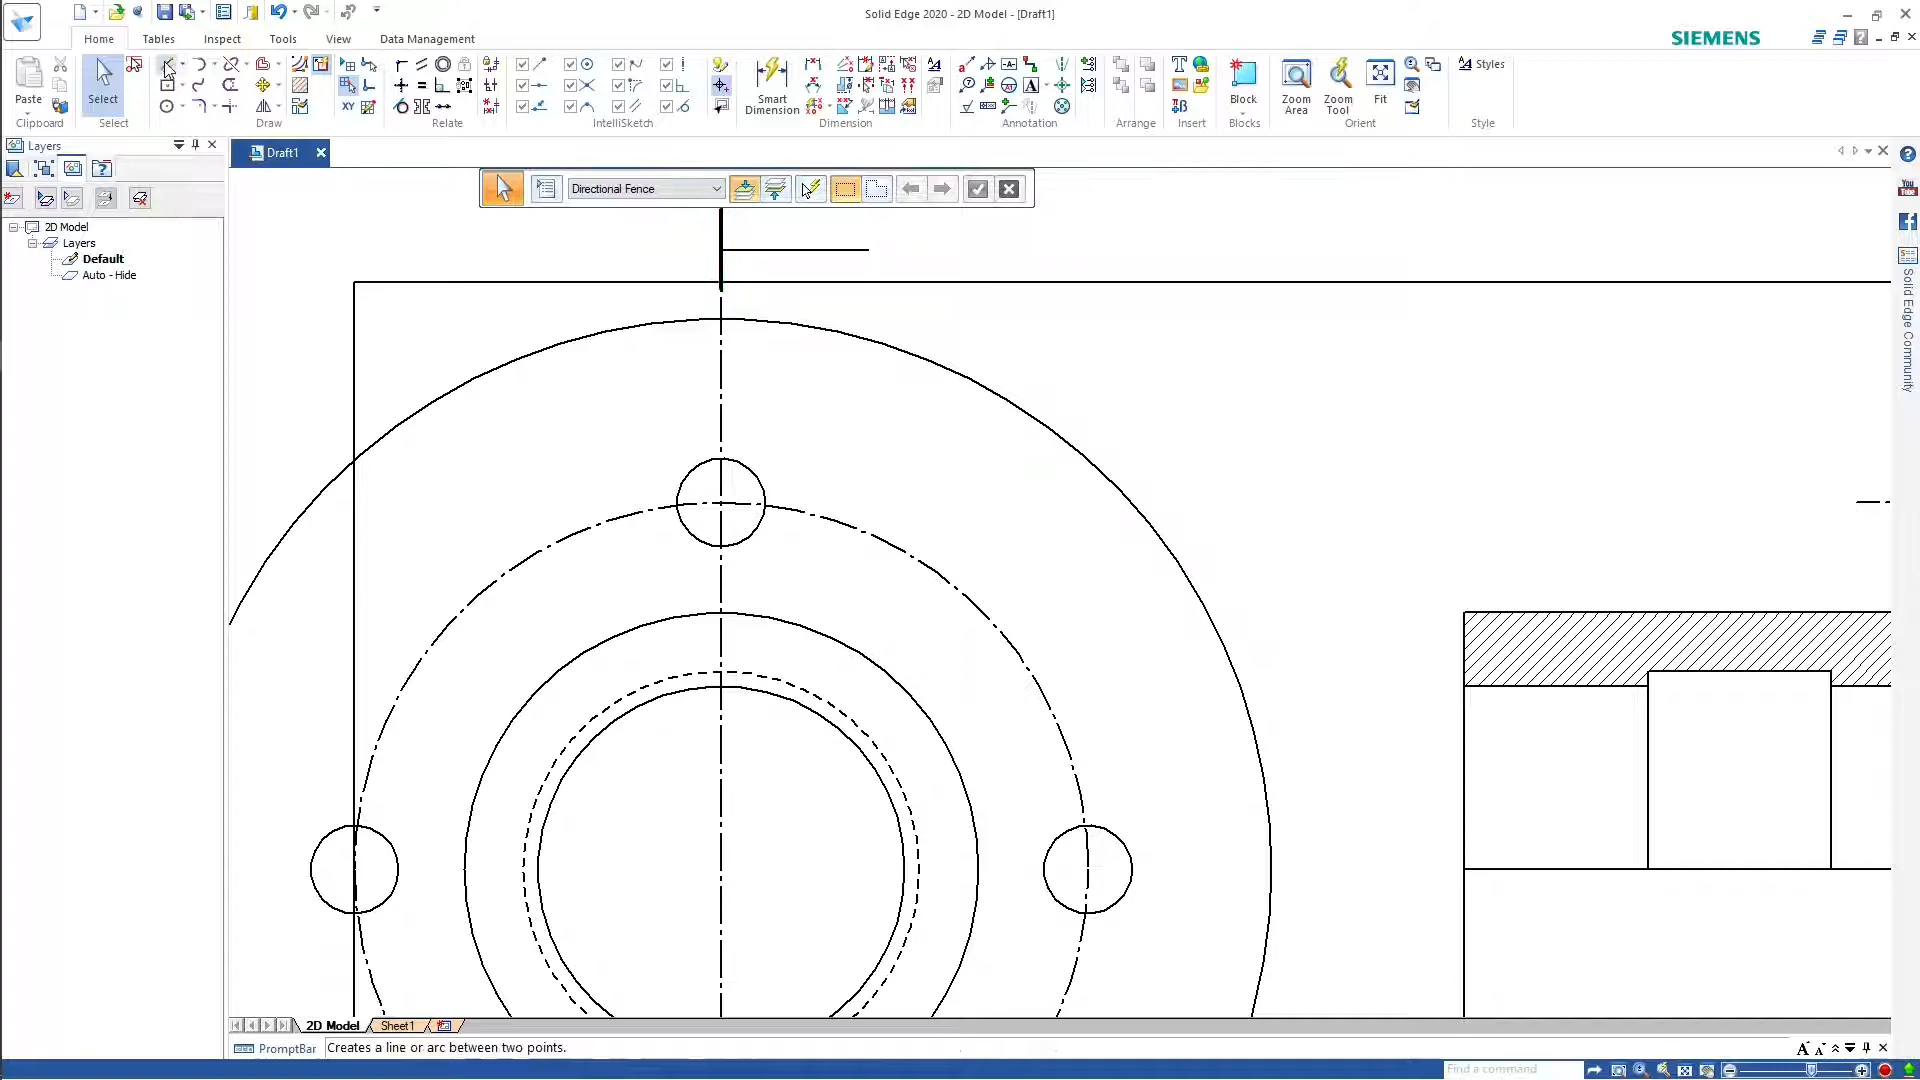 Solid Edge 2020 - 2D Model - [Draft1]
Home Tables Inspect Tools View Data Management
SIEMENS
Paste
Select
Smart Dimension
Block
Zoom Area
Zoom Tool
Fit
Styles
Clipboard Select Draw Relate IntelliSketch Dimension Annotation Arrange Insert Blocks Orient Style
Layers
Draft1
Directional Fence
2D Model
Layers
Default
Auto - Hide
You Tube
Solid Edge Community
2D Model Sheet1
PromptBar Creates a line or arc between two points.
Find a command